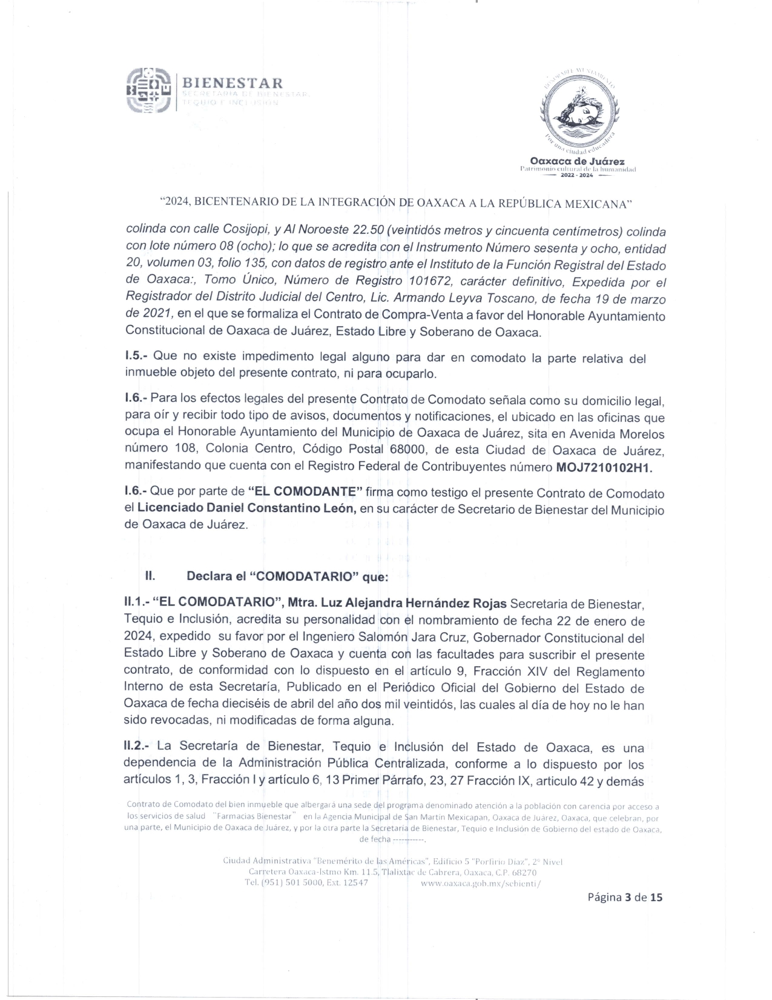 BIENESTAR
SECRETARÍA DE BIENESTAR,
TEQUIO E INCLUSIÓN
HONORABLE AYUNTAMIENTO
Por una ciudad educadora
Oaxaca de Juárez
Patrimonio cultural de la humanidad
2022 - 2024
“2024, BICENTENARIO DE LA INTEGRACIÓN DE OAXACA A LA REPÚBLICA MEXICANA”
colinda con calle Cosijopi, y Al Noroeste 22.50 (veintidós metros y cincuenta centímetros) colinda
con lote número 08 (ocho); lo que se acredita con el Instrumento Número sesenta y ocho, entidad
20, volumen 03, folio 135, con datos de registro ante el Instituto de la Función Registral del Estado
de Oaxaca:, Tomo Único, Número de Registro 101672, carácter definitivo, Expedida por el
Registrador del Distrito Judicial del Centro, Lic. Armando Leyva Toscano, de fecha 19 de marzo
de 2021, en el que se formaliza el Contrato de Compra-Venta a favor del Honorable Ayuntamiento
Constitucional de Oaxaca de Juárez, Estado Libre y Soberano de Oaxaca.
I.5.- Que no existe impedimento legal alguno para dar en comodato la parte relativa del
inmueble objeto del presente contrato, ni para ocuparlo.
I.6.- Para los efectos legales del presente Contrato de Comodato señala como su domicilio legal,
para oír y recibir todo tipo de avisos, documentos y notificaciones, el ubicado en las oficinas que
ocupa el Honorable Ayuntamiento del Municipio de Oaxaca de Juárez, sita en Avenida Morelos
número 108, Colonia Centro, Código Postal 68000, de esta Ciudad de Oaxaca de Juárez,
manifestando que cuenta con el Registro Federal de Contribuyentes número MOJ7210102H1.
I.6.- Que por parte de “EL COMODANTE” firma como testigo el presente Contrato de Comodato
el Licenciado Daniel Constantino León, en su carácter de Secretario de Bienestar del Municipio
de Oaxaca de Juárez.
II. Declara el “COMODATARIO” que:
II.1.- “EL COMODATARIO”, Mtra. Luz Alejandra Hernández Rojas Secretaria de Bienestar,
Tequio e Inclusión, acredita su personalidad con el nombramiento de fecha 22 de enero de
2024, expedido su favor por el Ingeniero Salomón Jara Cruz, Gobernador Constitucional del
Estado Libre y Soberano de Oaxaca y cuenta con las facultades para suscribir el presente
contrato, de conformidad con lo dispuesto en el artículo 9, Fracción XIV del Reglamento
Interno de esta Secretaría, Publicado en el Periódico Oficial del Gobierno del Estado de
Oaxaca de fecha dieciséis de abril del año dos mil veintidós, las cuales al día de hoy no le han
sido revocadas, ni modificadas de forma alguna.
II.2.- La Secretaría de Bienestar, Tequio e Inclusión del Estado de Oaxaca, es una
dependencia de la Administración Pública Centralizada, conforme a lo dispuesto por los
artículos 1, 3, Fracción I y artículo 6, 13 Primer Párrafo, 23, 27 Fracción IX, articulo 42 y demás
Contrato de Comodato del bien inmueble que albergará una sede del programa denominado atención a la población con carencia por acceso a
los servicios de salud ¨Farmacias Bienestar¨ en la Agencia Municipal de San Martin Mexicapan, Oaxaca de Juárez, Oaxaca, que celebran, por
una parte, el Municipio de Oaxaca de Juárez, y por la otra parte la Secretaría de Bienestar, Tequio e Inclusión de Gobierno del estado de Oaxaca,
de fecha -----------.
Ciudad Administrativa "Benemérito de las Américas", Edificio 5 "Porfirio Díaz", 2º Nivel
Carretera Oaxaca-Istmo Km. 11.5, Tlalixtac de Cabrera, Oaxaca, C.P. 68270
Tel. (951) 501 5000, Ext. 12547 www.oaxaca.gob.mx/sebienti/
Página 3 de 15